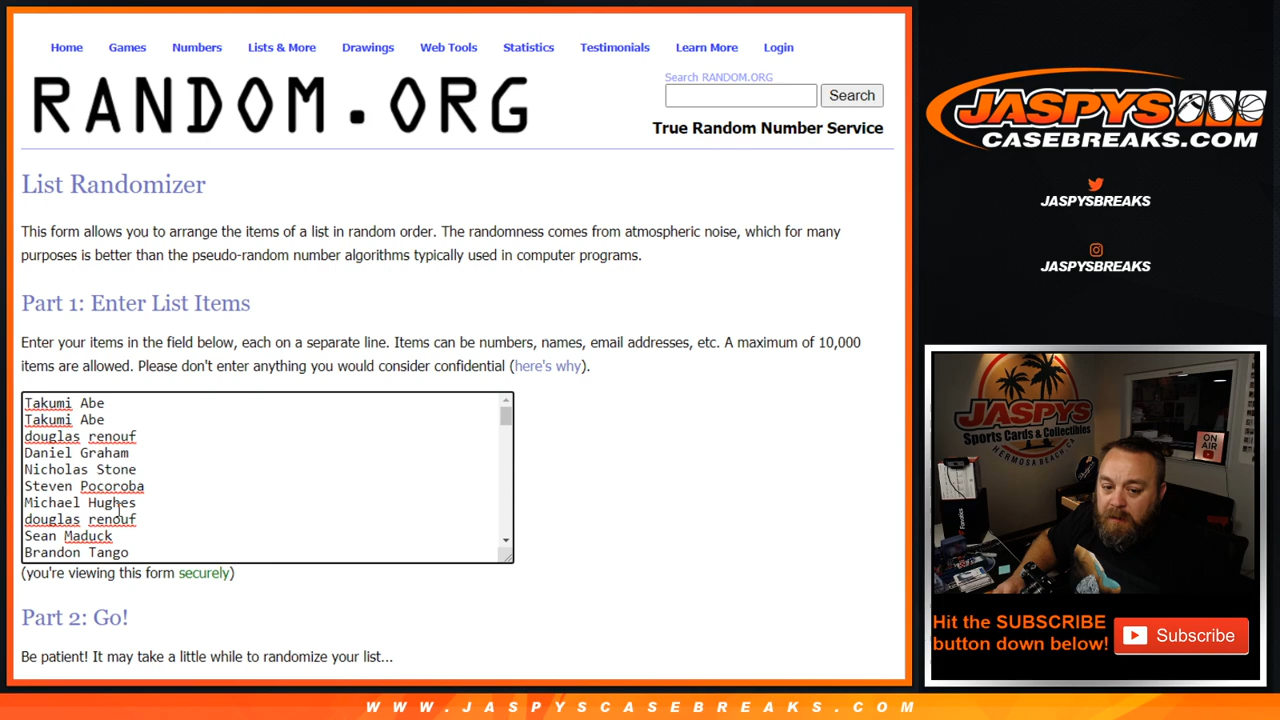 Home Games Numbers Lists & More Drawings Web Tools Statistics Testimonials Learn More Login
RANDOM.ORG
Search RANDOM.ORG
Search
True Random Number Service
List Randomizer
This form allows you to arrange the items of a list in random order. The randomness comes from atmospheric noise, which for many
purposes is better than the pseudo-random number algorithms typically used in computer programs.
Part 1: Enter List Items
Enter your items in the field below, each on a separate line. Items can be numbers, names, email addresses, etc. A maximum of 10,000
items are allowed. Please don't enter anything you would consider confidential (here's why).
Takumi Abe
Takumi Abe
douglas renouf
Daniel Graham
Nicholas Stone
Steven Pocoroba
Michael Hughes
douglas renouf
Sean Maduck
Brandon Tango
(you're viewing this form securely)
Part 2: Go!
Be patient! It may take a little while to randomize your list...
JASPYS
CASEBREAKS.COM
JASPYSBREAKS
JASPYSBREAKS
JASPYS
Sports Cards & Collectibles
HERMOSA BEACH, CA
ON AIR
Fanatics
Hit the SUBSCRIBE
button down below!
Subscribe
WWW.JASPYSCASEBREAKS.COM